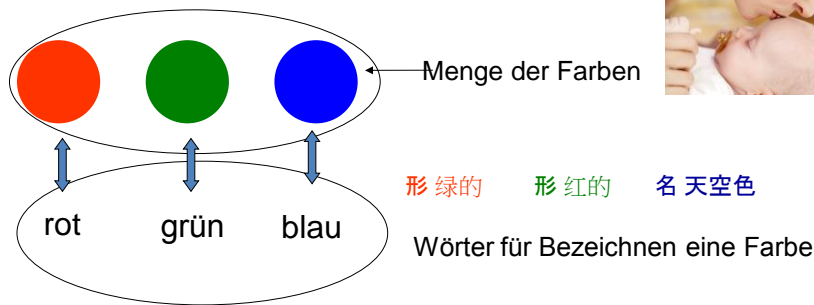 Menge der Farben
形 绿的 形 红的 名 天空色
rot grün blau
Wörter für Bezeichnen eine Farbe